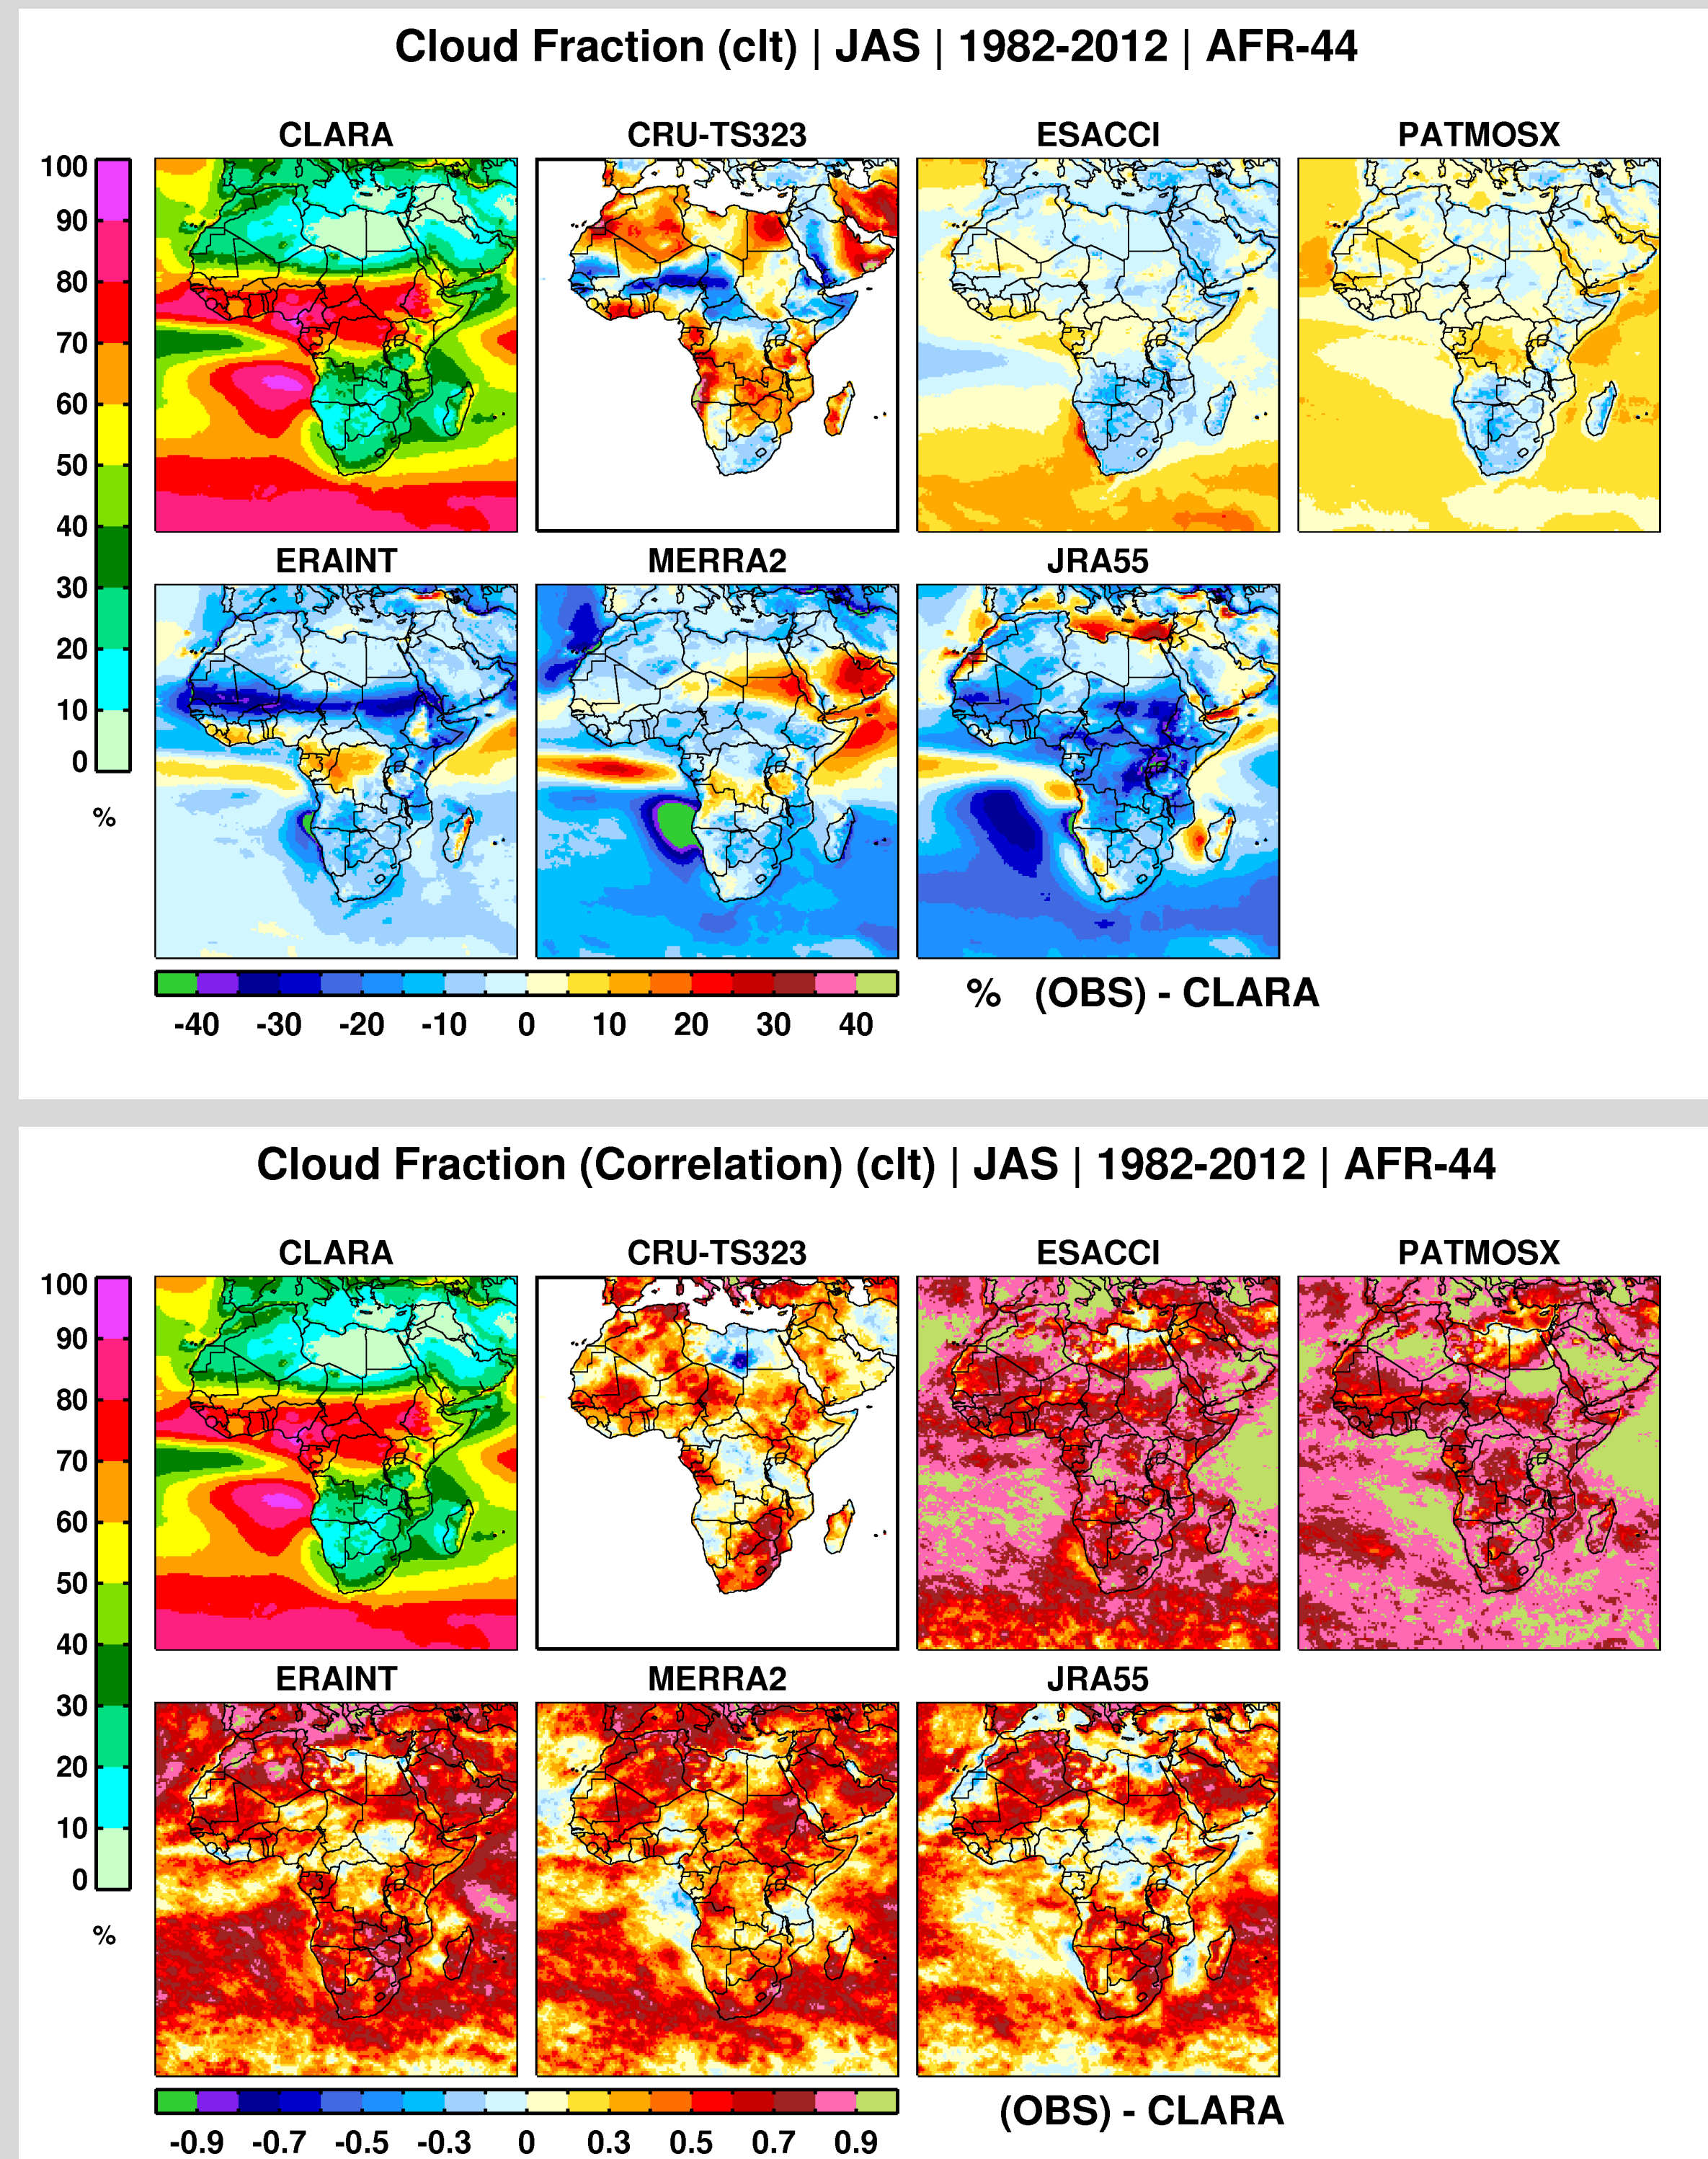 Cloud Fraction (clt) | JAS | 1982-2012 | AFR-44
CLARA CRU-TS323 ESACCI PATMOSX
100
90
80
70
60
50
40
30
20
10
0
%
ERAINT MERRA2 JRA55
-40 -30 -20 -10 0 10 20 30 40
% (OBS) - CLARA
Cloud Fraction (Correlation) (clt) | JAS | 1982-2012 | AFR-44
CLARA CRU-TS323 ESACCI PATMOSX
100
90
80
70
60
50
40
30
20
10
0
%
ERAINT MERRA2 JRA55
-0.9 -0.7 -0.5 -0.3 0 0.3 0.5 0.7 0.9
(OBS) - CLARA